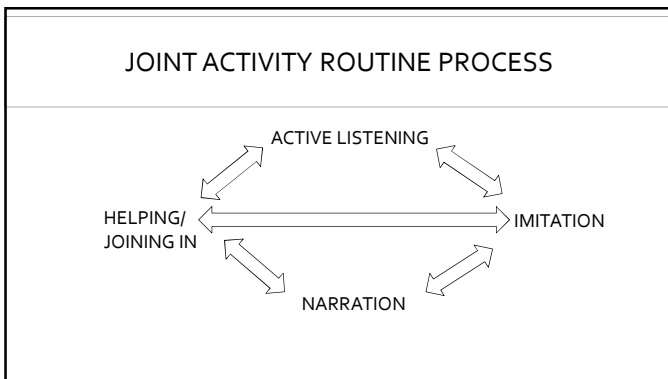 JOINT ACTIVITY ROUTINE PROCESS
ACTIVE LISTENING
HELPING/
JOINING IN
IMITATION
NARRATION